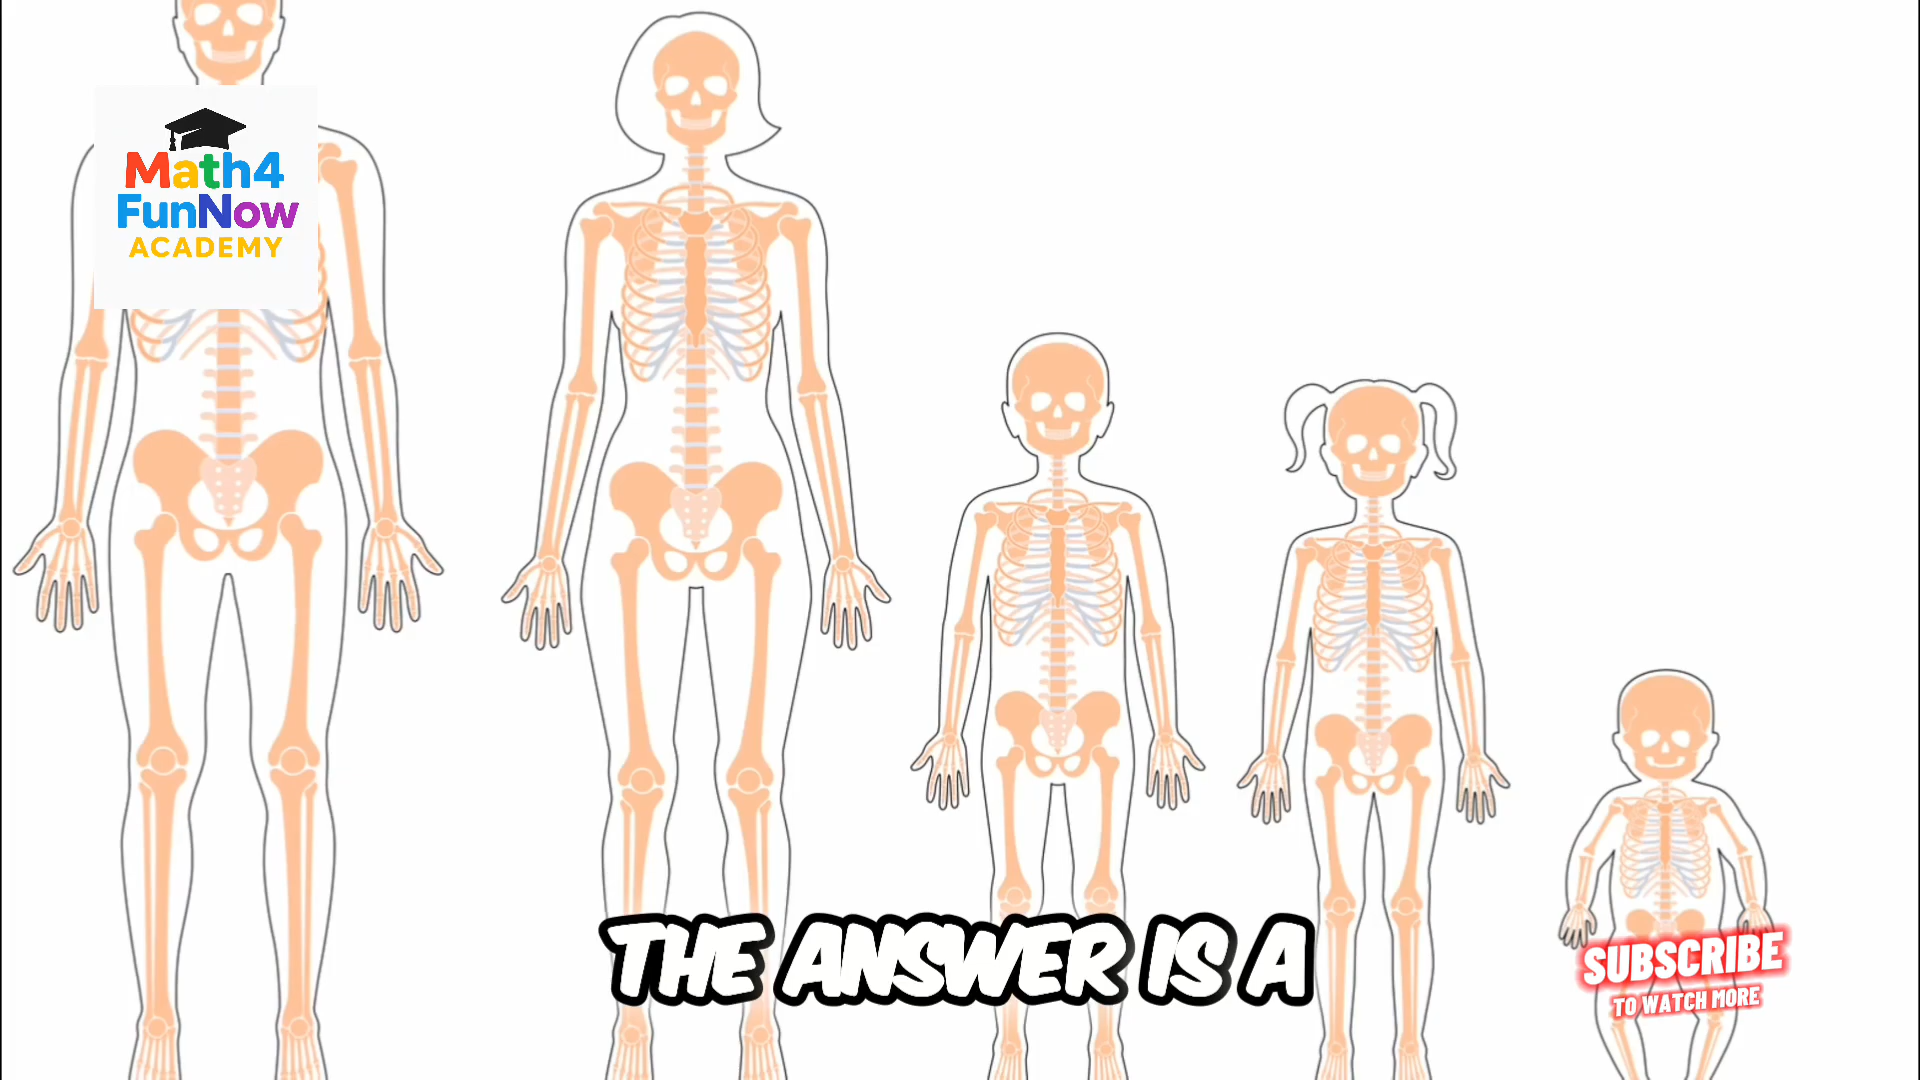 Math4
FunNow
ACADEMY
THE ANSWER IS A
SUBSCRIBE
TO WATCH MORE